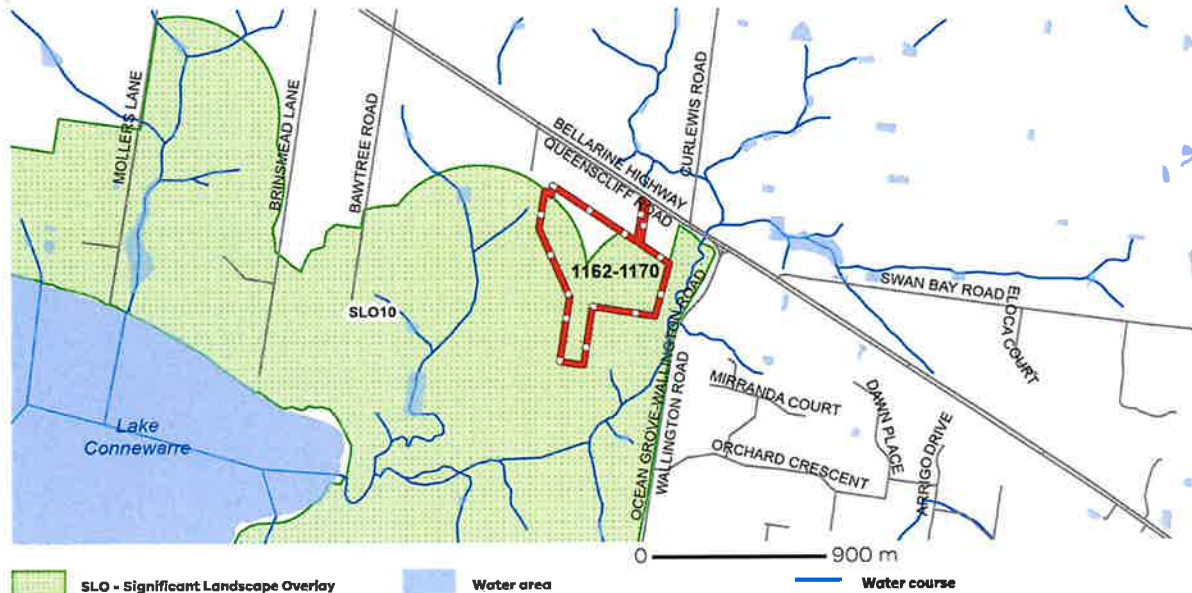 MOLLERS LANE
BRINSMEAD LANE
BAWTREE ROAD
BELLARINE HIGHWAY
QUEENSCLIFF ROAD
CURLEWIS ROAD
1162-1170
SLO10
SWAN BAY ROAD
ELOCA COURT
OCEAN GROVE-WALLINGTON ROAD
WALLINGTON ROAD
MIRRANDA COURT
DAWN PLACE
ARRIGO DRIVE
ORCHARD CRESCENT
Lake
Connewarre
0 900 m
SLO - Significant Landscape Overlay
Water area
Water course